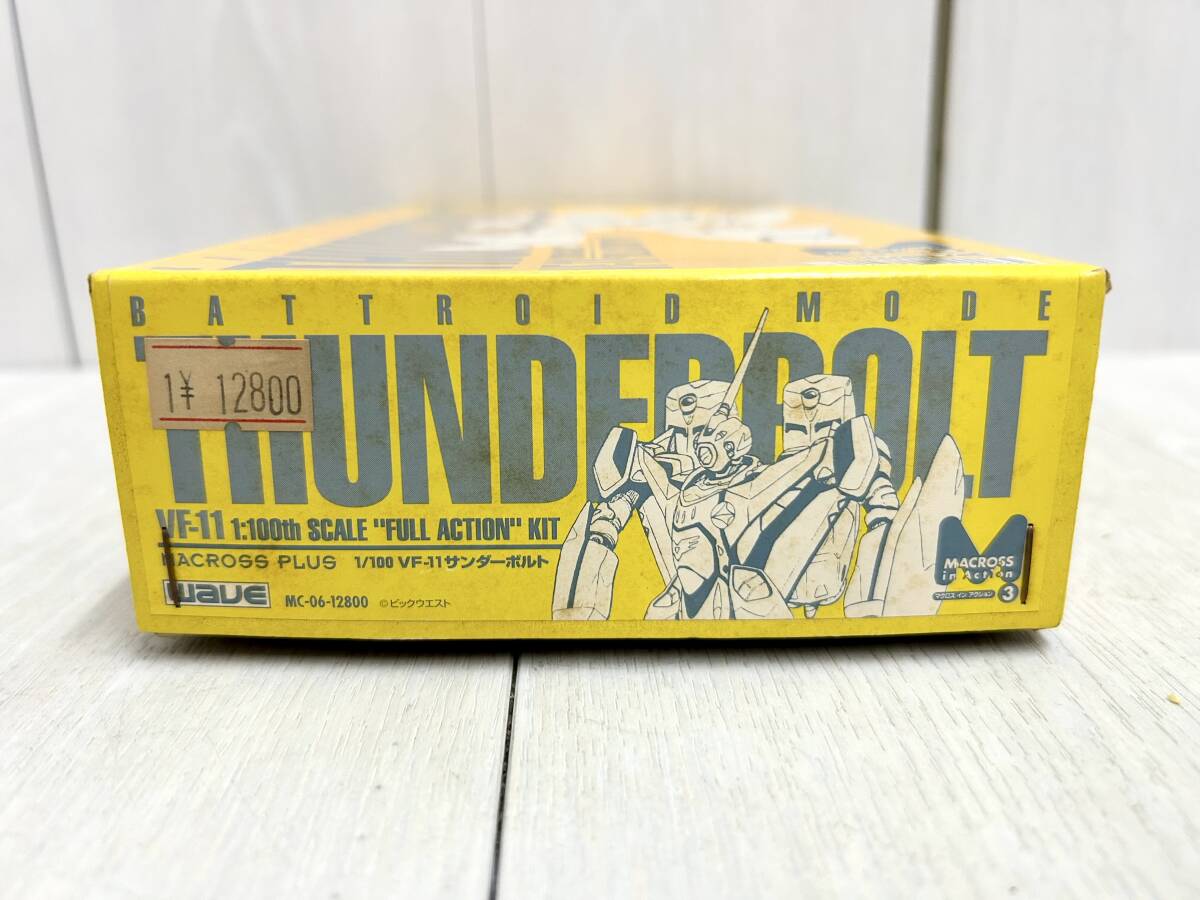 BATTROID MODE
THUNDERBOLT
1¥ 12800
VF-11 1:100th SCALE "FULL ACTION" KIT
MACROSS PLUS 1/100 VF-11サンダーボルト
WAVE MC-06-12800 ©ビックウエスト
M
MACROSS
in Action
マクロス イン アクション 3